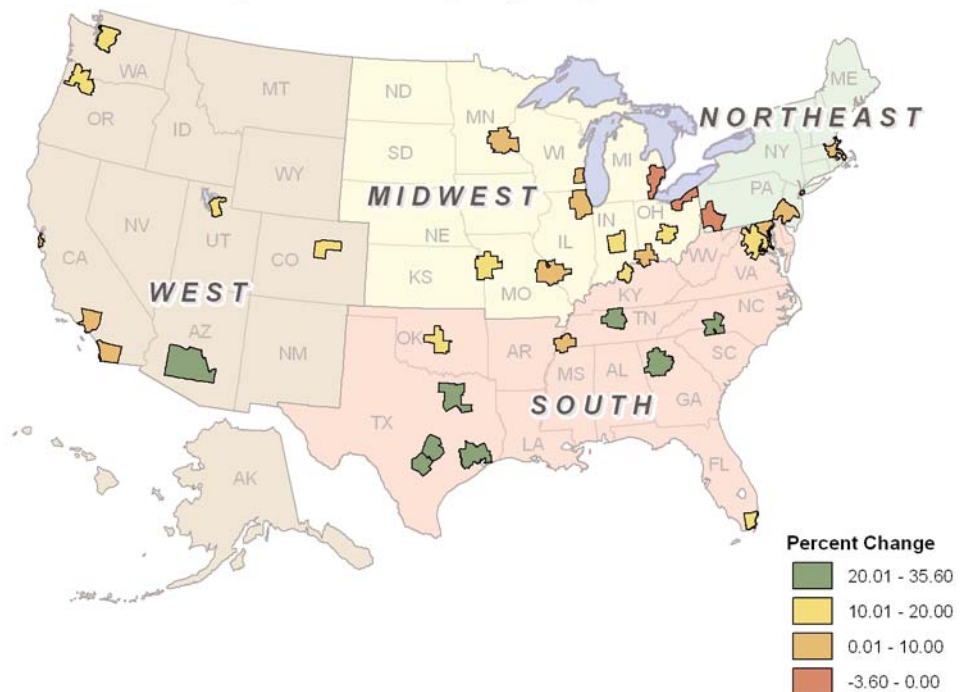 WA
MT
ND
MN
ME
NORTHEAST
OR
ID
SD
WI
MI
NY
WY
MIDWEST
PA
NV
UT
NE
IL
IN
OH
CA
CO
KS
MO
WV
VA
WEST
KY
NC
AZ
NM
OK
AR
TN
SC
MS
AL
GA
SOUTH
TX
LA
FL
AK
Percent Change
20.01 - 35.60
10.01 - 20.00
0.01 - 10.00
-3.60 - 0.00